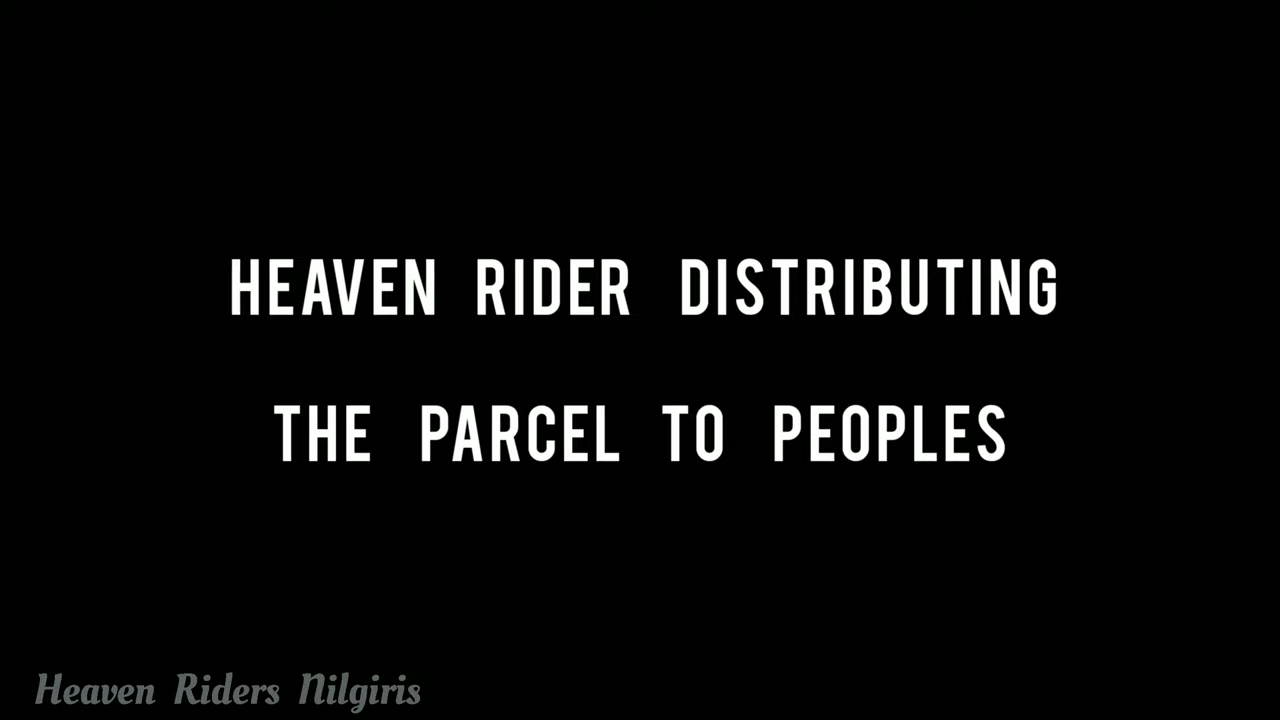 HEAVEN RIDER DISTRIBUTING
THE PARCEL TO PEOPLES
Heaven Riders Nilgiris